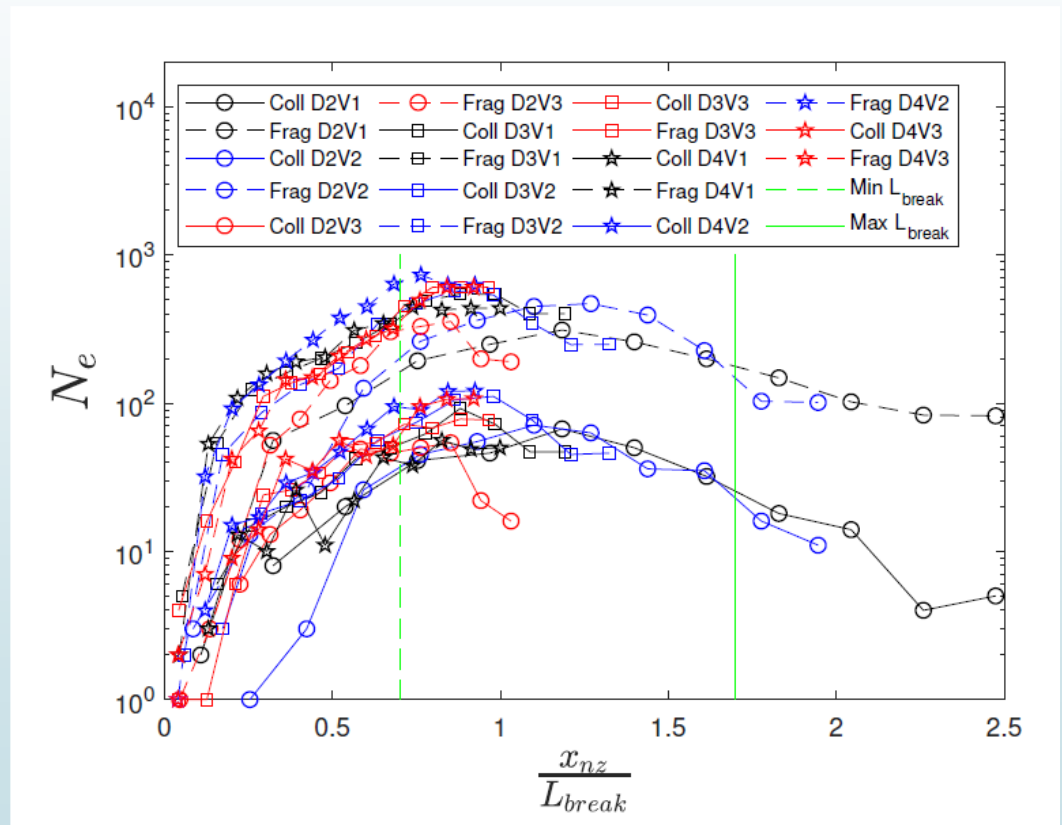 10^4
Coll D2V1 Frag D2V3 Coll D3V3 Frag D4V2
Frag D2V1 Coll D3V1 Frag D3V3 Coll D4V3
Coll D2V2 Frag D3V1 Coll D4V1 Frag D4V3
Frag D2V2 Coll D3V2 Frag D4V1 Min L_break
Coll D2V3 Frag D3V2 Coll D4V2 Max L_break
10^3
N_e
10^2
10^1
10^0
0 0.5 1 1.5 2 2.5
x_nz
L_break